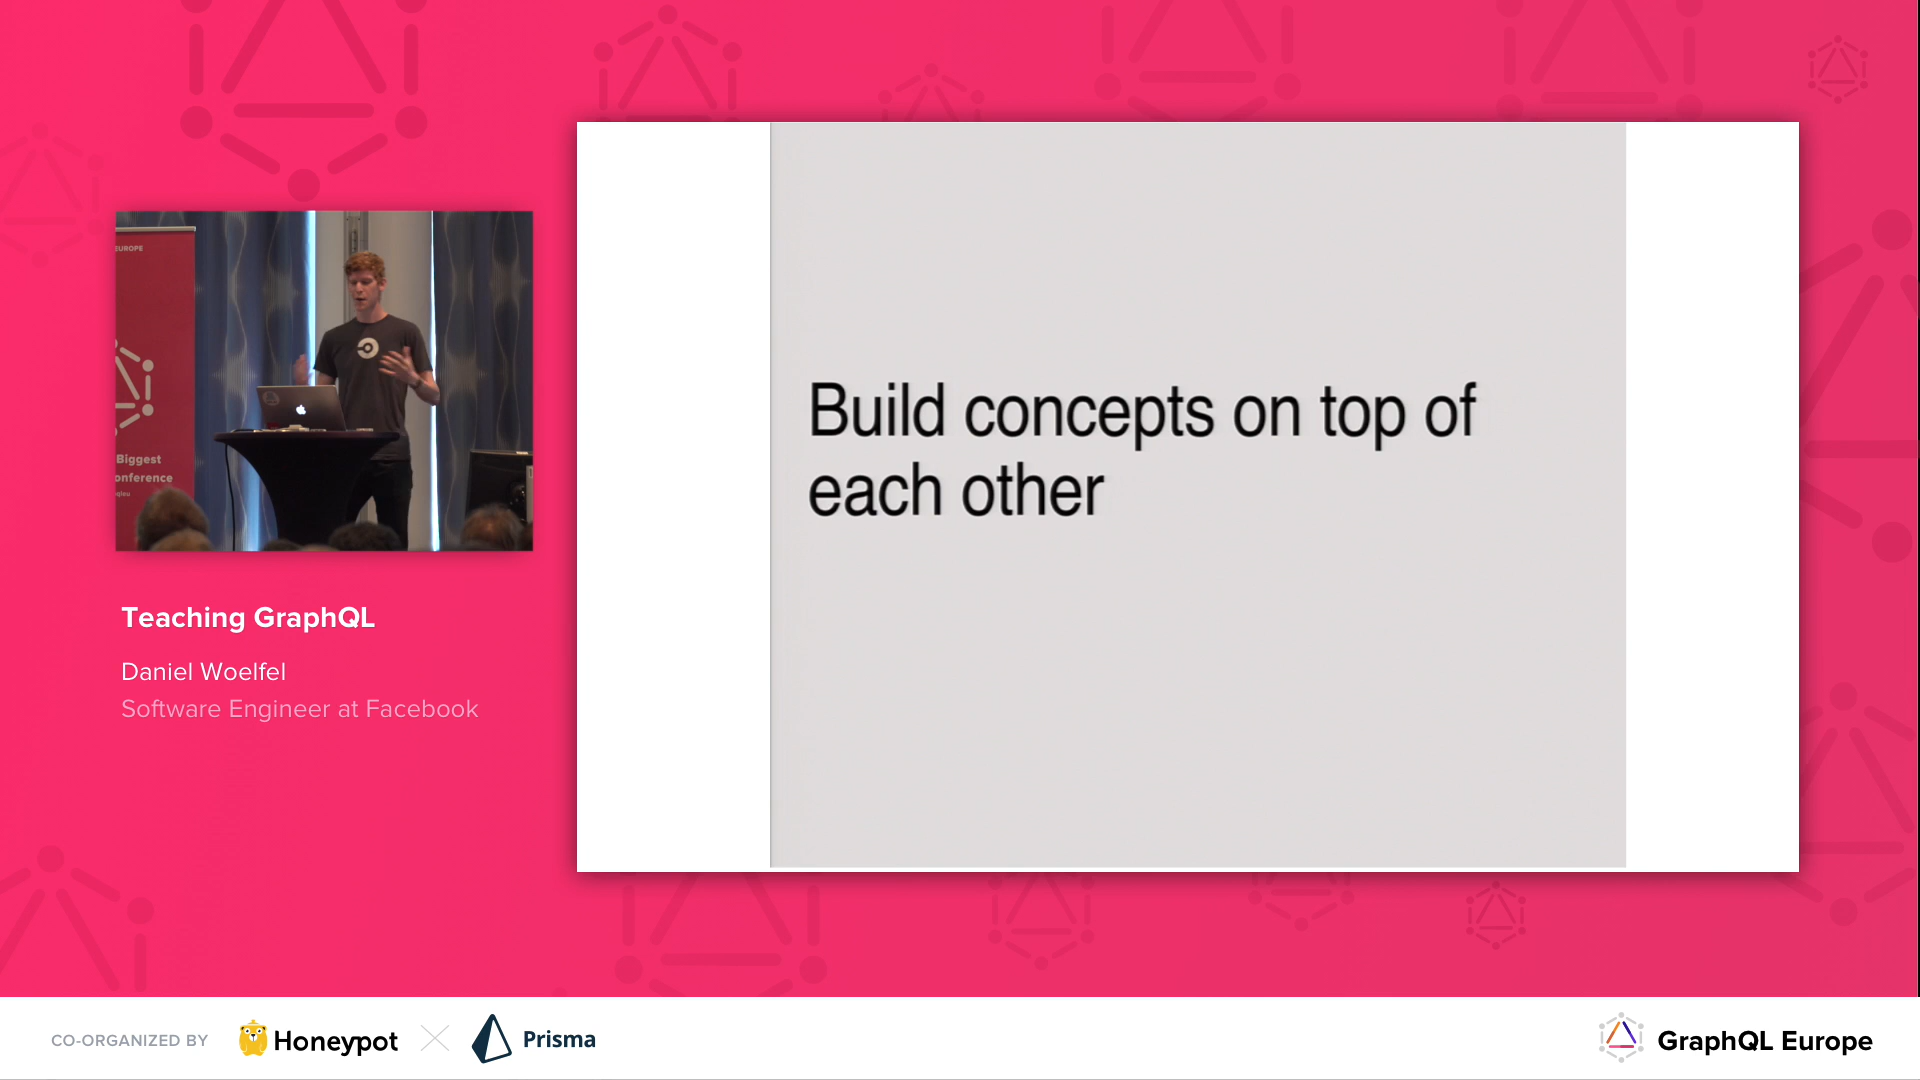 EUROPE
Biggest
onference
Teaching GraphQL
Daniel Woelfel
Software Engineer at Facebook
Build concepts on top of
each other
CO-ORGANIZED BY
Honeypot
Prisma
GraphQL Europe